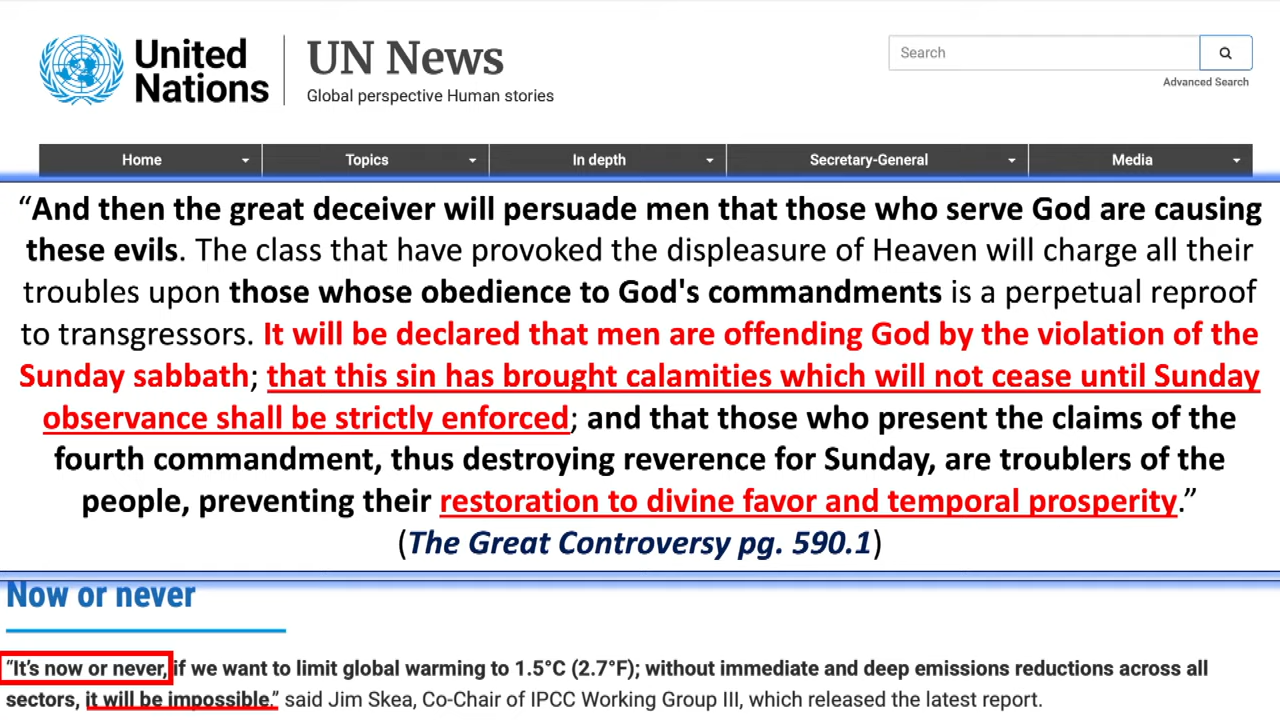 United
Nations
UN News
Global perspective Human stories
Search
Advanced Search
Home
Topics
In depth
Secretary-General
Media
“And then the great deceiver will persuade men that those who serve God are causing
these evils. The class that have provoked the displeasure of Heaven will charge all their
troubles upon those whose obedience to God's commandments is a perpetual reproof
to transgressors. It will be declared that men are offending God by the violation of the
Sunday sabbath; that this sin has brought calamities which will not cease until Sunday
observance shall be strictly enforced; and that those who present the claims of the
fourth commandment, thus destroying reverence for Sunday, are troublers of the
people, preventing their restoration to divine favor and temporal prosperity.”
(The Great Controversy pg. 590.1)
Now or never
“It’s now or never, if we want to limit global warming to 1.5°C (2.7°F); without immediate and deep emissions reductions across all
sectors, it will be impossible.” said Jim Skea, Co-Chair of IPCC Working Group III, which released the latest report.